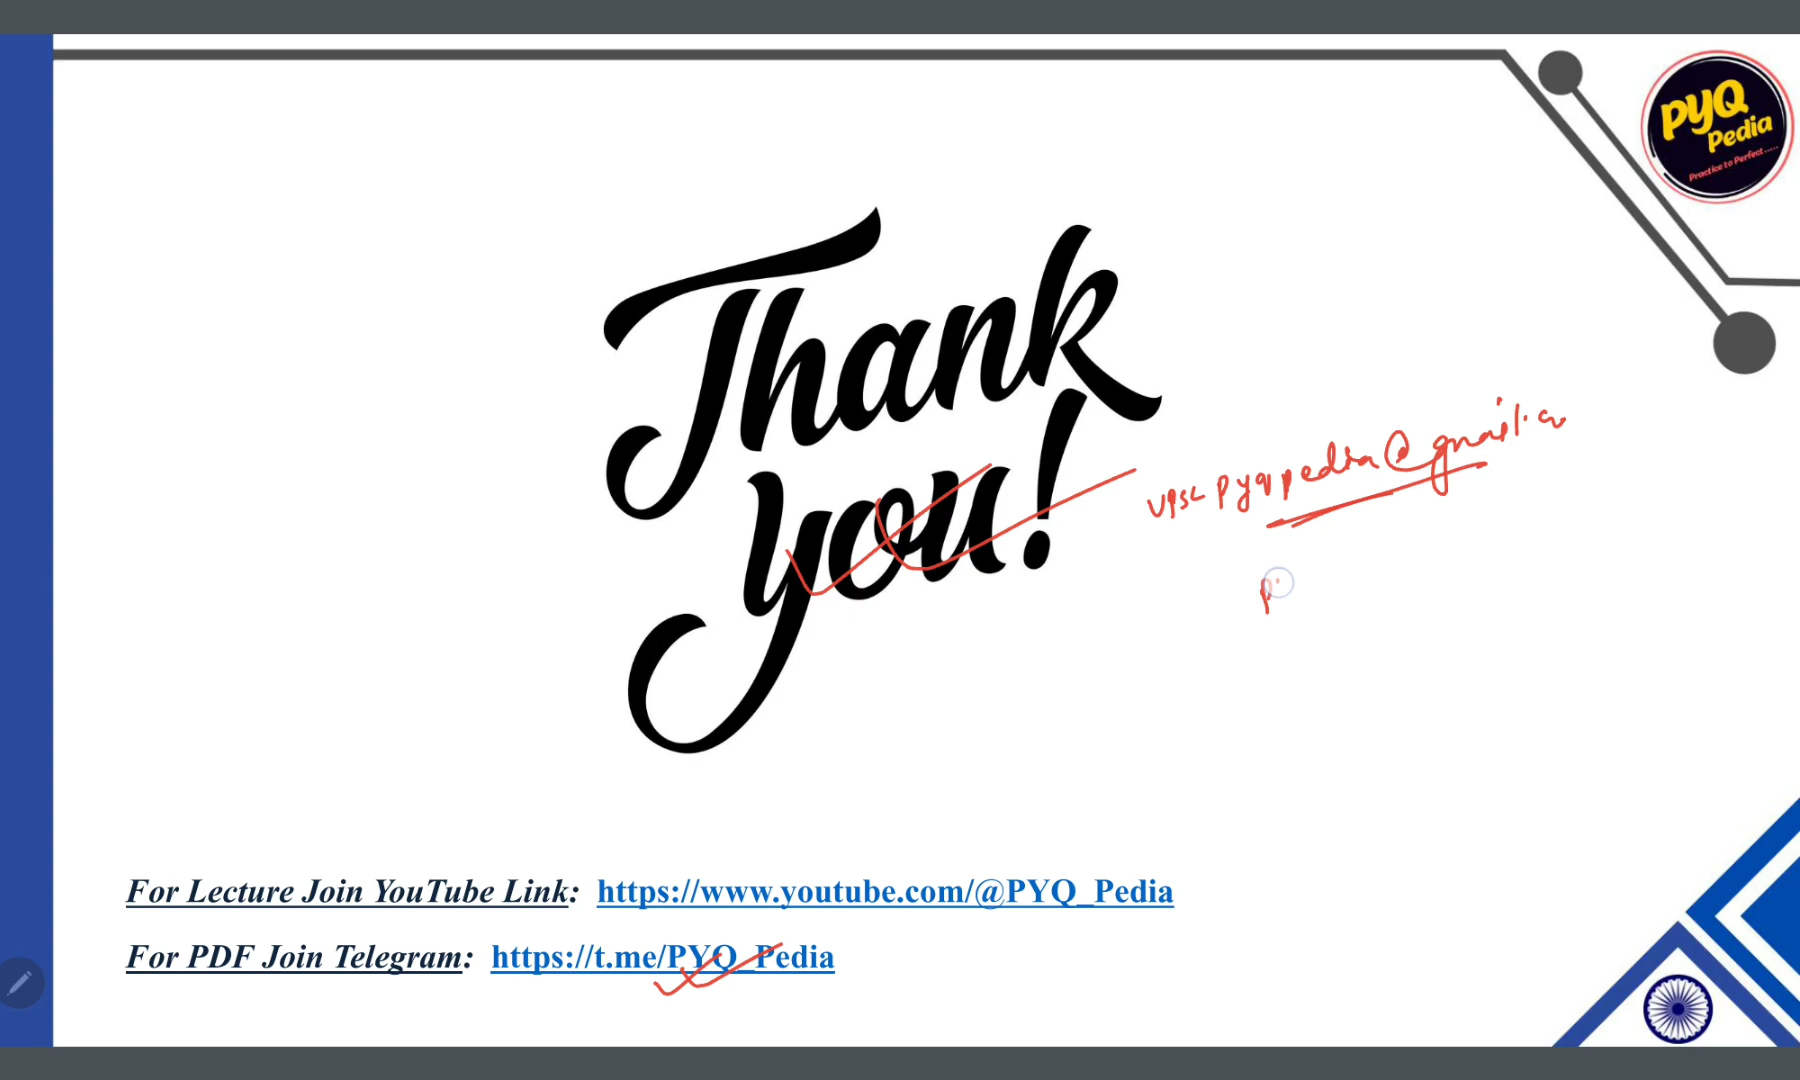 PYQ
Pedia
Practice to Perfect.....
Thank
you!
upsc pyqpedia@gmail.co
For Lecture Join YouTube Link: https://www.youtube.com/@PYQ_Pedia
For PDF Join Telegram: https://t.me/PYQ_Pedia